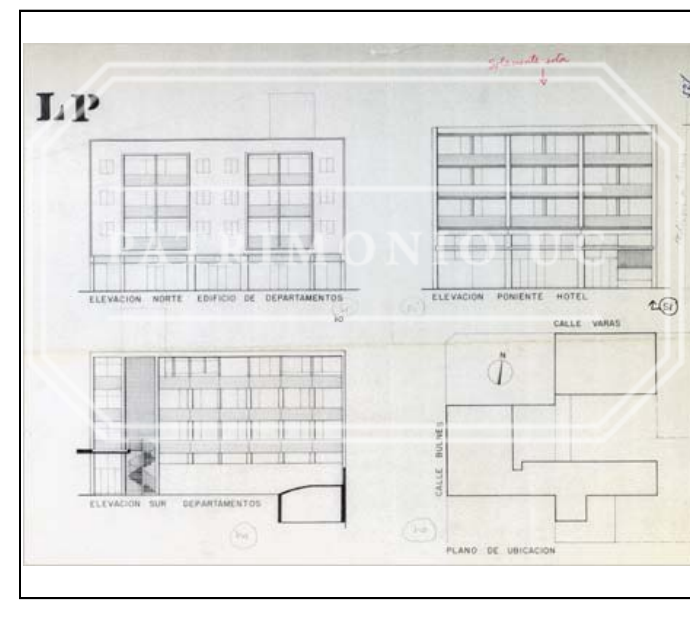 LP
PATRIMONIO UC
ELEVACION NORTE EDIFICIO DE DEPARTAMENTOS
ELEVACION PONIENTE HOTEL
CALLE VARAS
N
CALLE BULNES
ELEVACION SUR DEPARTAMENTOS
PLANO DE UBICACION